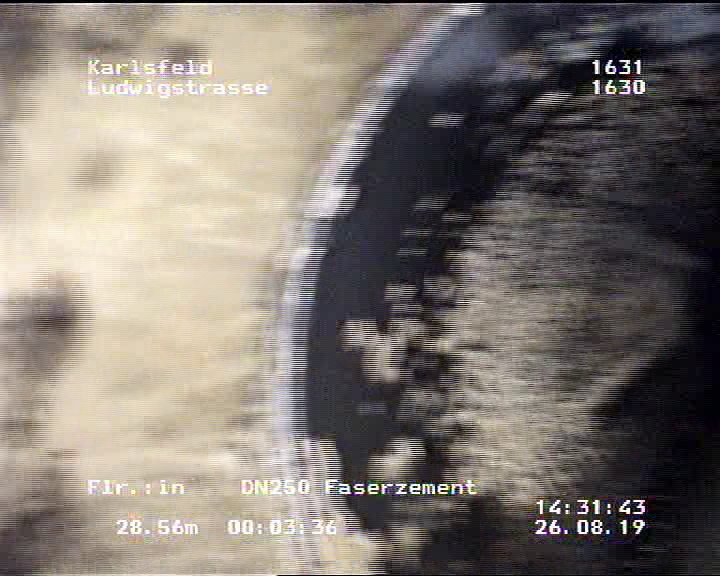 Karlsfeld 1631
Ludwigstrasse 1630
Flr.:in DN250 Faserzement
14:31:43
28.56m 00:03:36 26.08.19